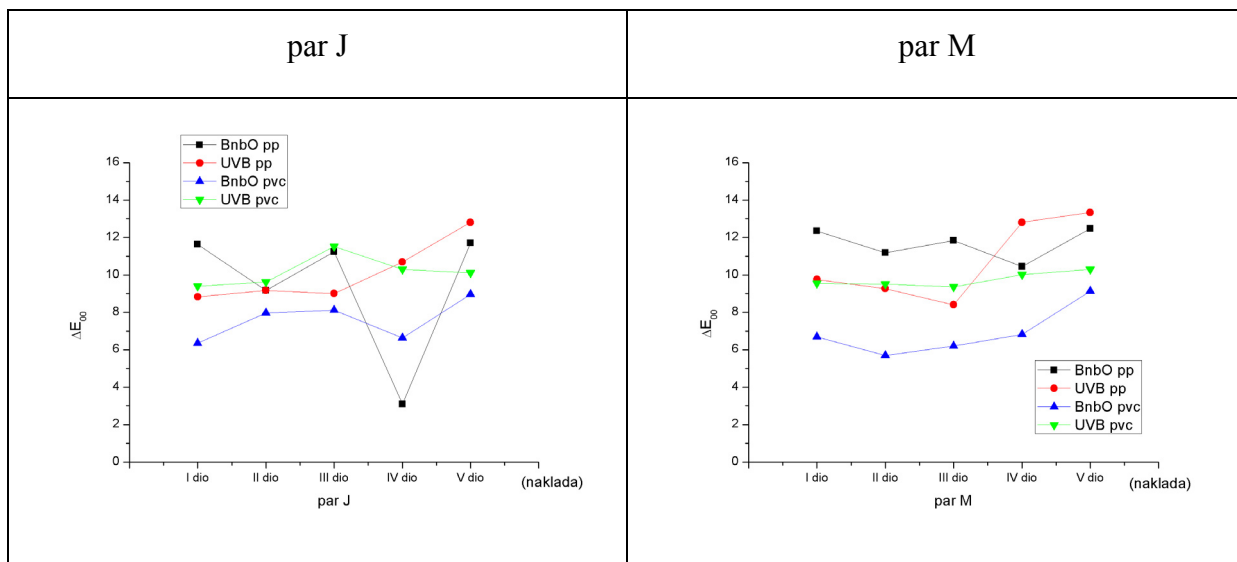 par J
par M
BnbO pp
UVB pp
BnbO pvc
UVB pvc
16
14
12
10
8
6
4
2
0
ΔE₀₀
I dio II dio III dio IV dio V dio
(naklada)
par J
16
14
12
10
8
6
4
2
0
ΔE₀₀
BnbO pp
UVB pp
BnbO pvc
UVB pvc
I dio II dio III dio IV dio V dio
(naklada)
par M